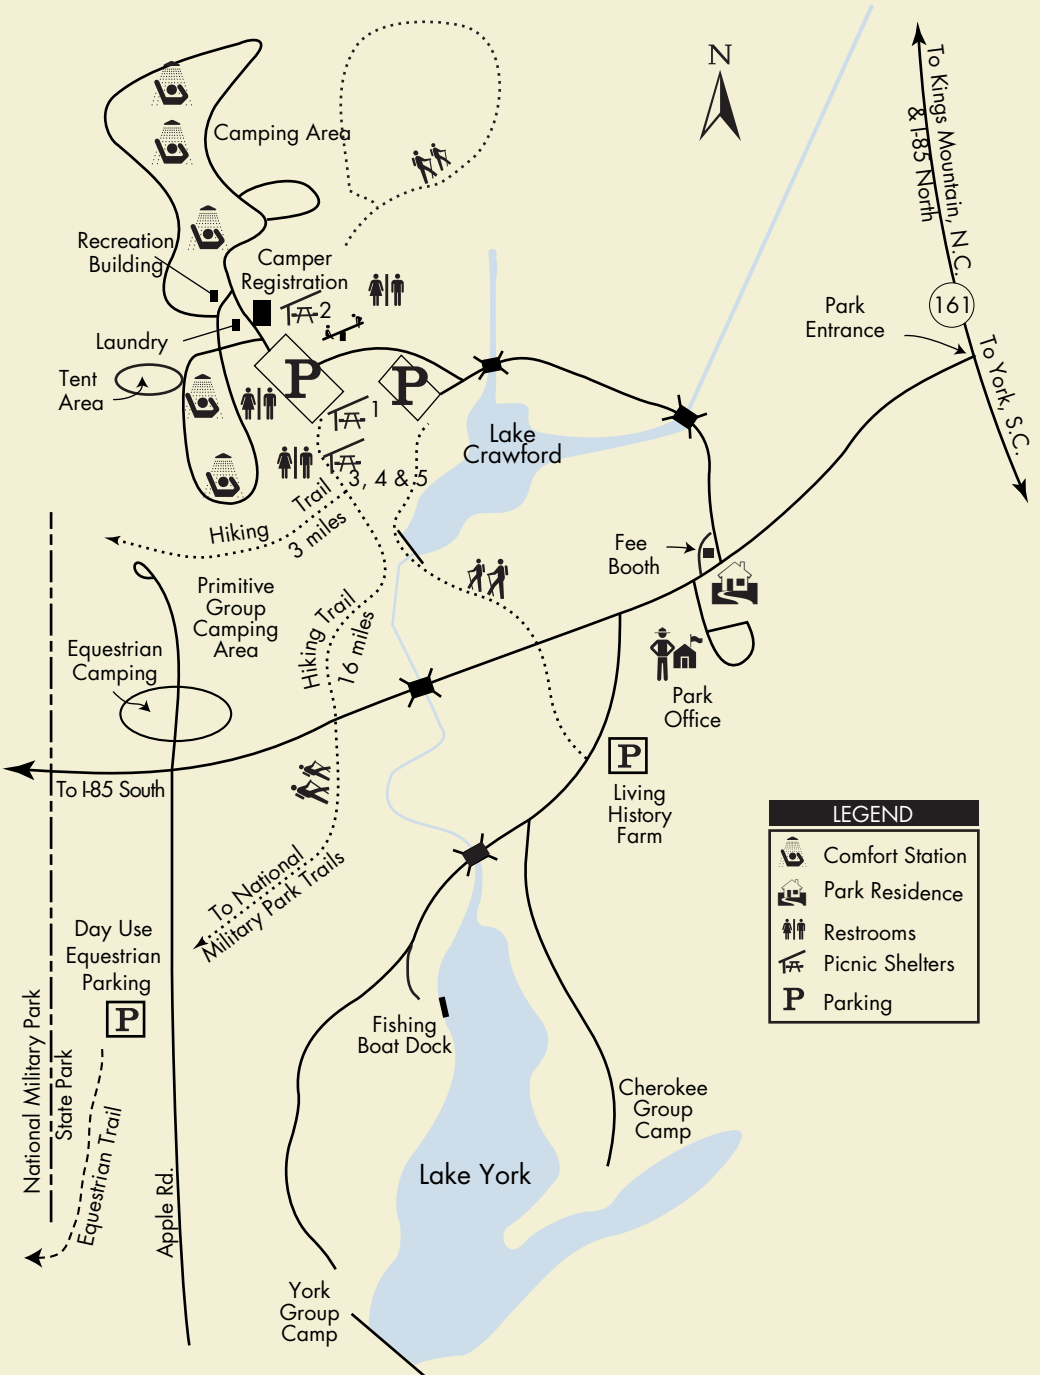 N
To Kings Mountain, N.C.
& I-85 North
161
To York, S.C.
Park
Entrance
Camping Area
Recreation
Building
Camper
Registration
2
Laundry
Tent
Area
P
P
1
3, 4 & 5
Lake
Crawford
Hiking Trail
3 miles
Fee
Booth
Primitive
Group
Camping
Area
Hiking Trail
16 miles
Equestrian
Camping
Park
Office
To I-85 South
P
Living
History
Farm
To National
Military Park Trails
LEGEND
Comfort Station
Park Residence
Restrooms
Picnic Shelters
P Parking
Day Use
Equestrian
Parking
P
National Military Park
State Park
Equestrian Trail
Apple Rd.
Fishing
Boat Dock
Cherokee
Group
Camp
Lake York
York
Group
Camp